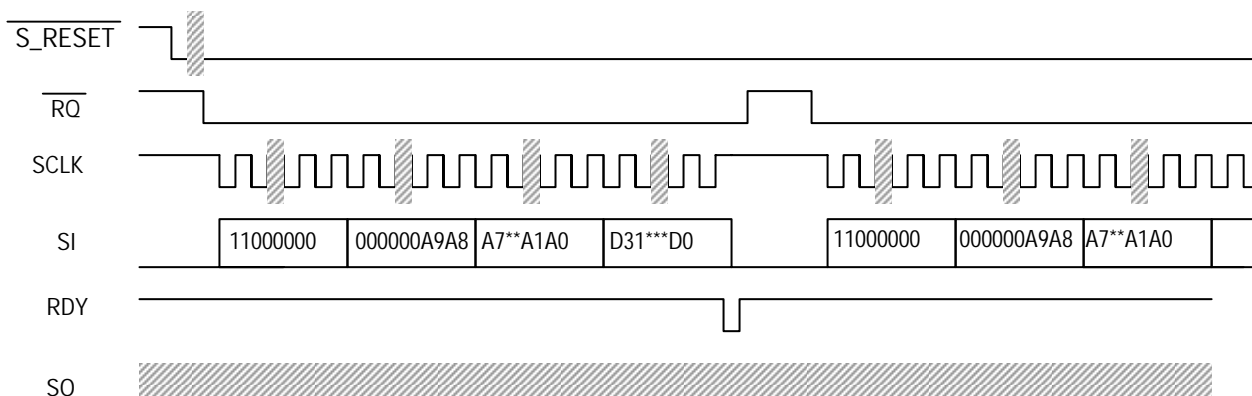 S_RESET
RQ
SCLK
SI 11000000 000000A9A8 A7**A1A0 D31***D0 11000000 000000A9A8 A7**A1A0
RDY
SO